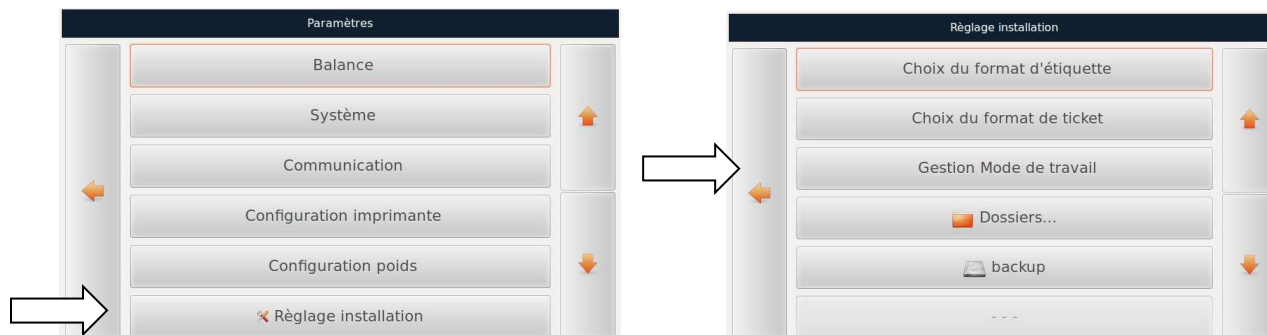 Paramètres
Balance
Système
Communication
Configuration imprimante
Configuration poids
Règlage installation
Règlage installation
Choix du format d'étiquette
Choix du format de ticket
Gestion Mode de travail
Dossiers...
backup
- - -